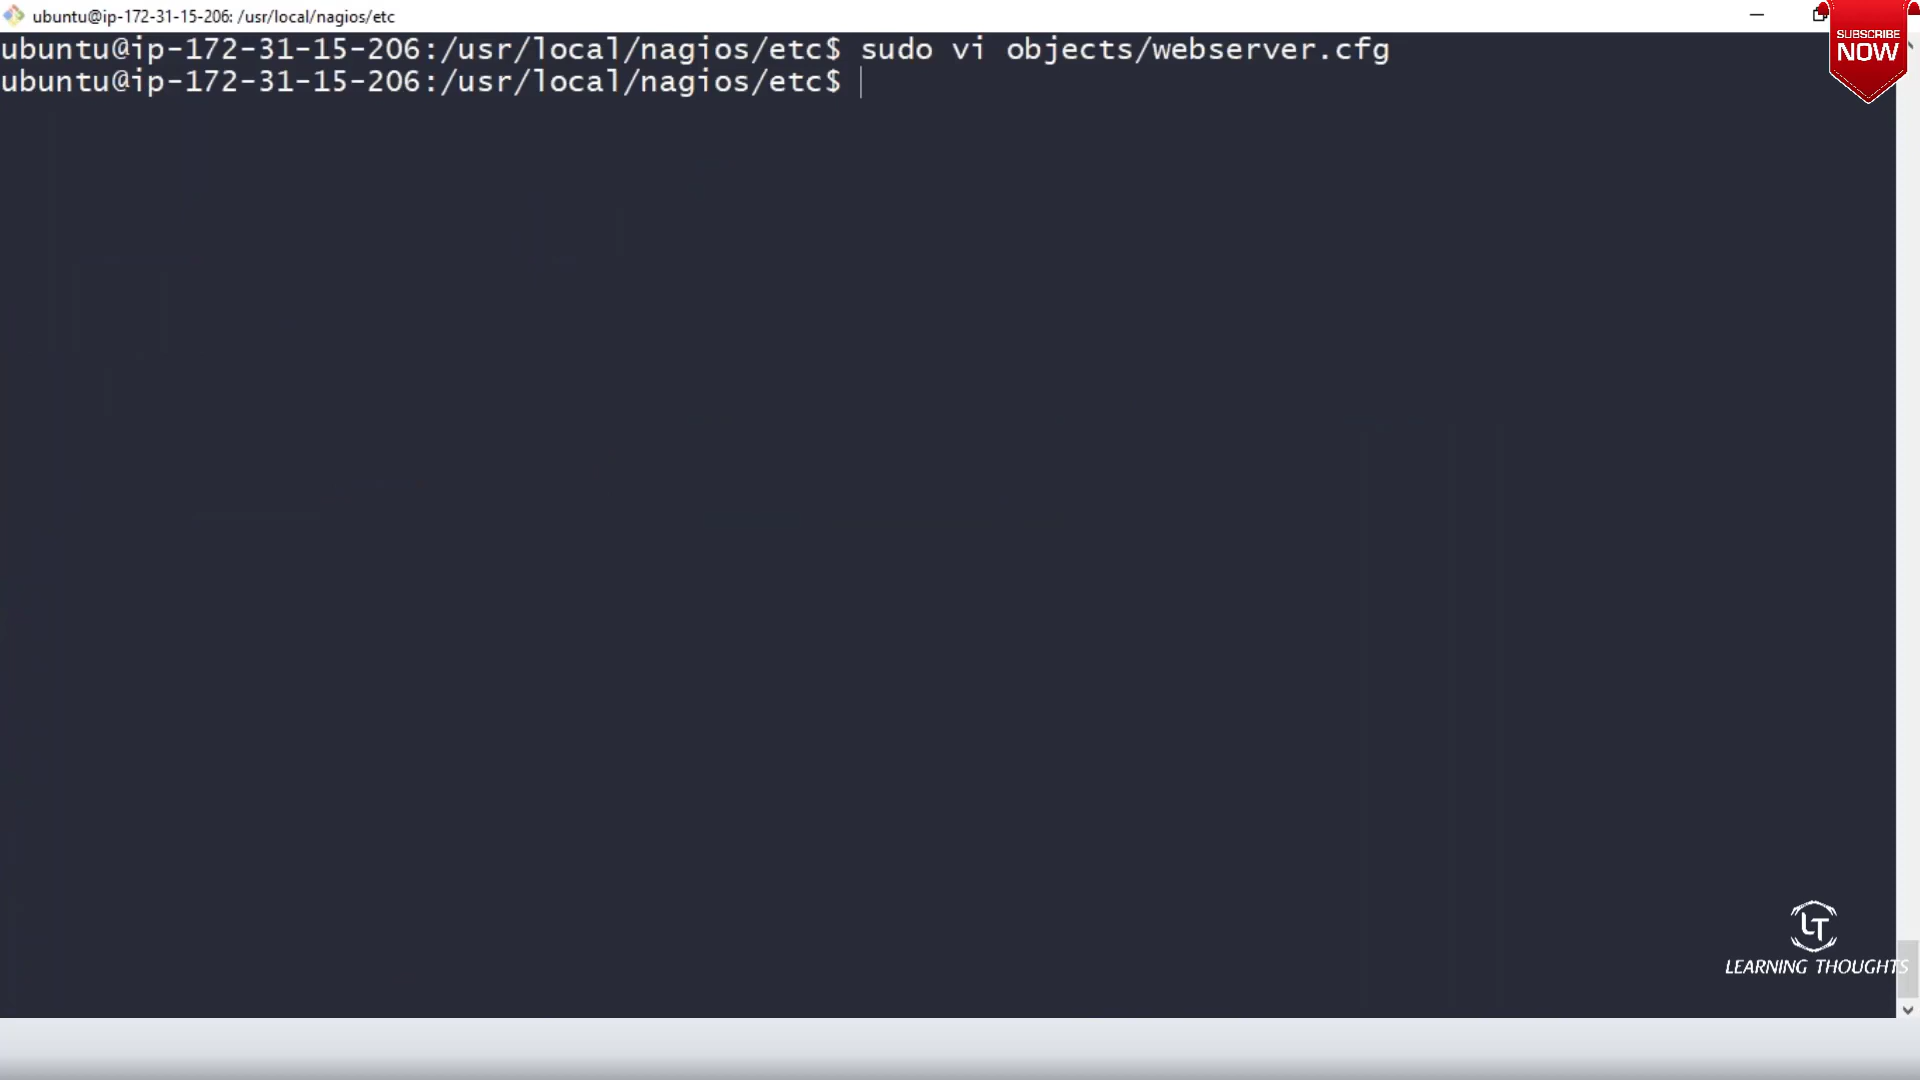 ubuntu@ip-172-31-15-206: /usr/local/nagios/etc
ubuntu@ip-172-31-15-206:/usr/local/nagios/etc$ sudo vi objects/webserver.cfg
ubuntu@ip-172-31-15-206:/usr/local/nagios/etc$
SUBSCRIBE
NOW
LT
LEARNING THOUGHTS